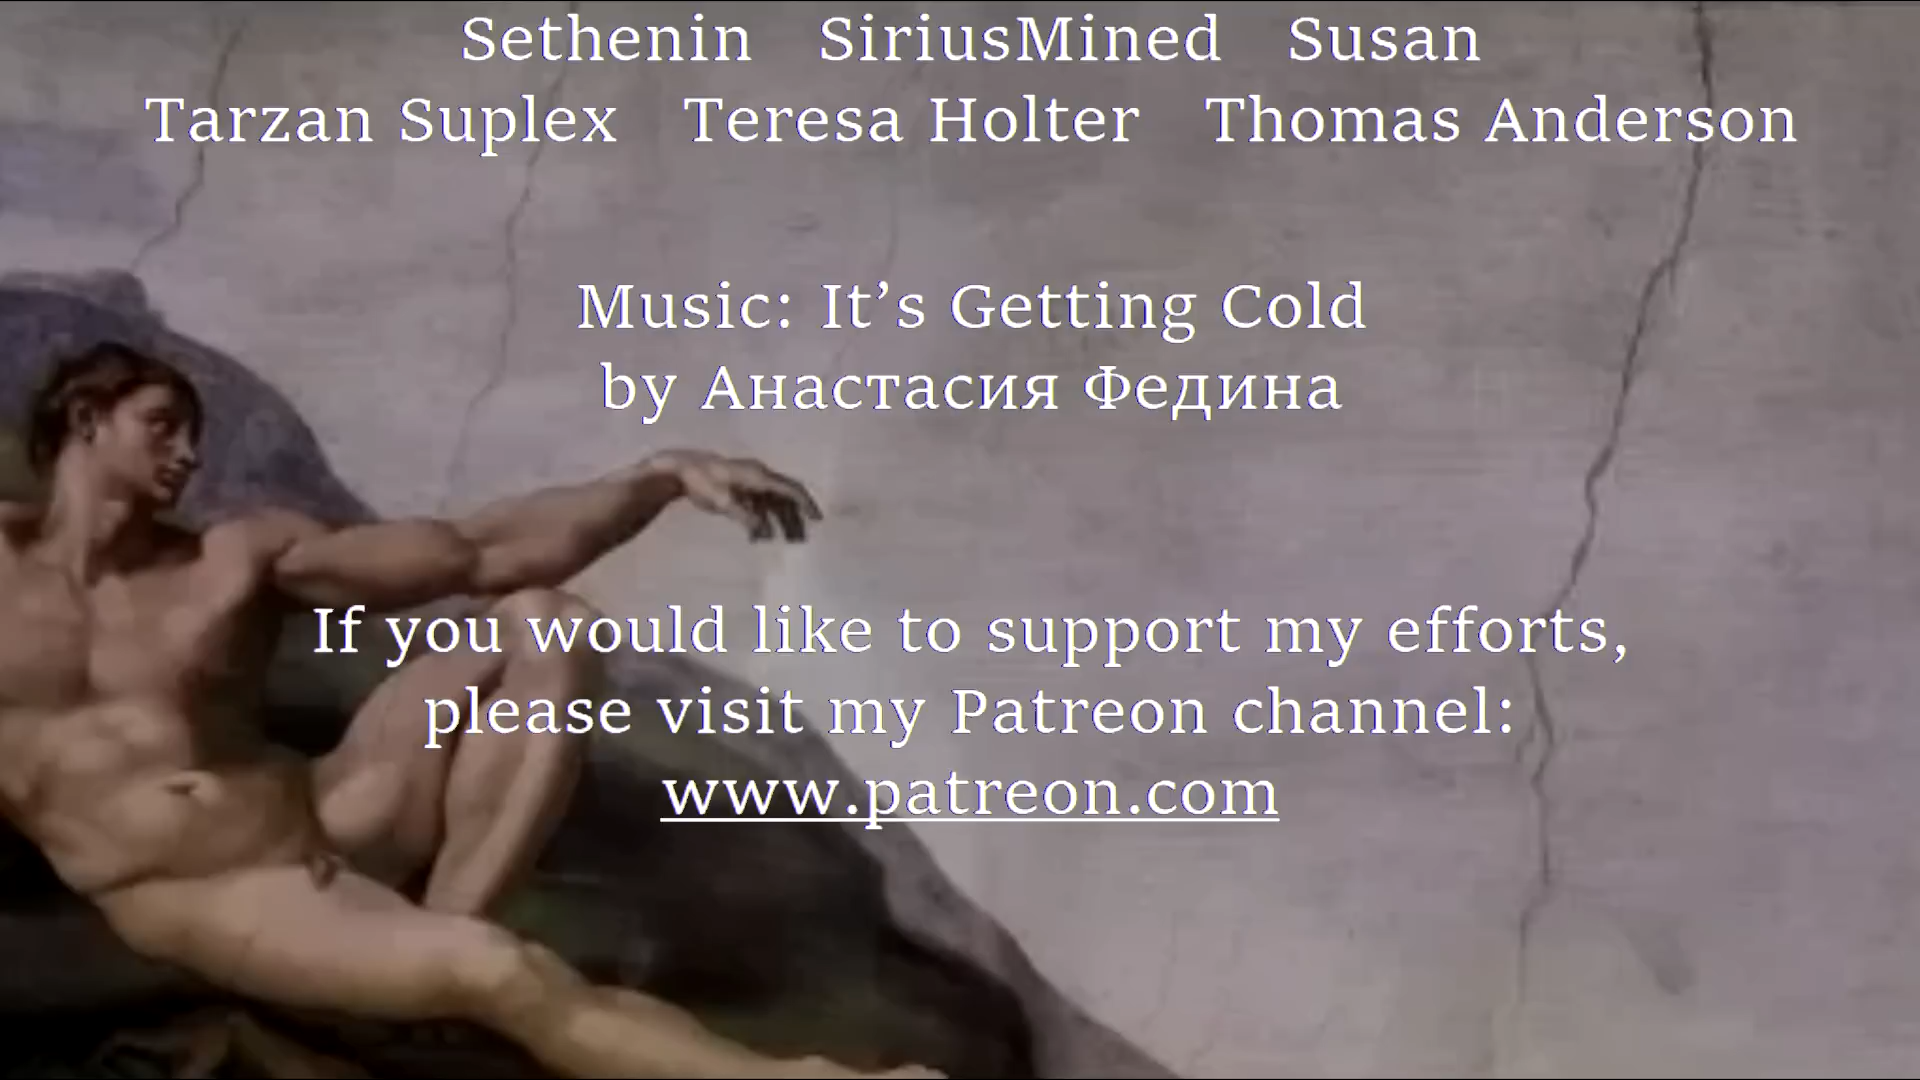 Sethenin SiriusMined Susan
Tarzan Suplex Teresa Holter Thomas Anderson
Music: It’s Getting Cold
by Анастасия Федина
If you would like to support my efforts,
please visit my Patreon channel:
www.patreon.com